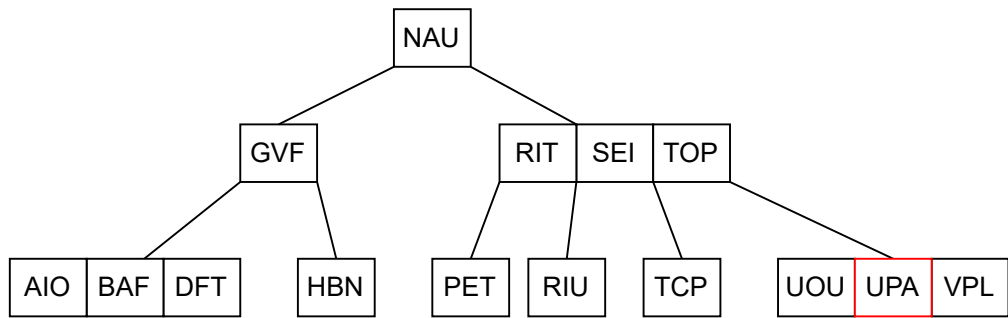 NAU
GVF RIT SEI TOP
AIO BAF DFT HBN PET RIU TCP UOU UPA VPL